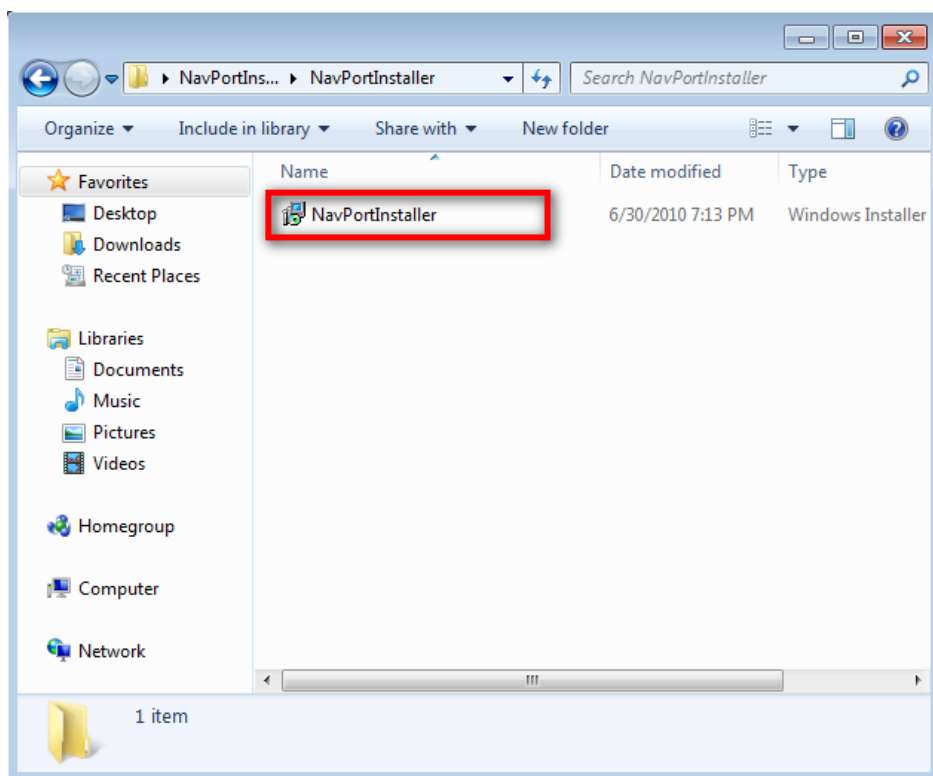 NavPortIns... NavPortInstaller Search NavPortInstaller
Organize Include in library Share with New folder
Name Date modified Type
Favorites
NavPortInstaller 6/30/2010 7:13 PM Windows Installer
Desktop
Downloads
Recent Places
Libraries
Documents
Music
Pictures
Videos
Homegroup
Computer
Network
1 item